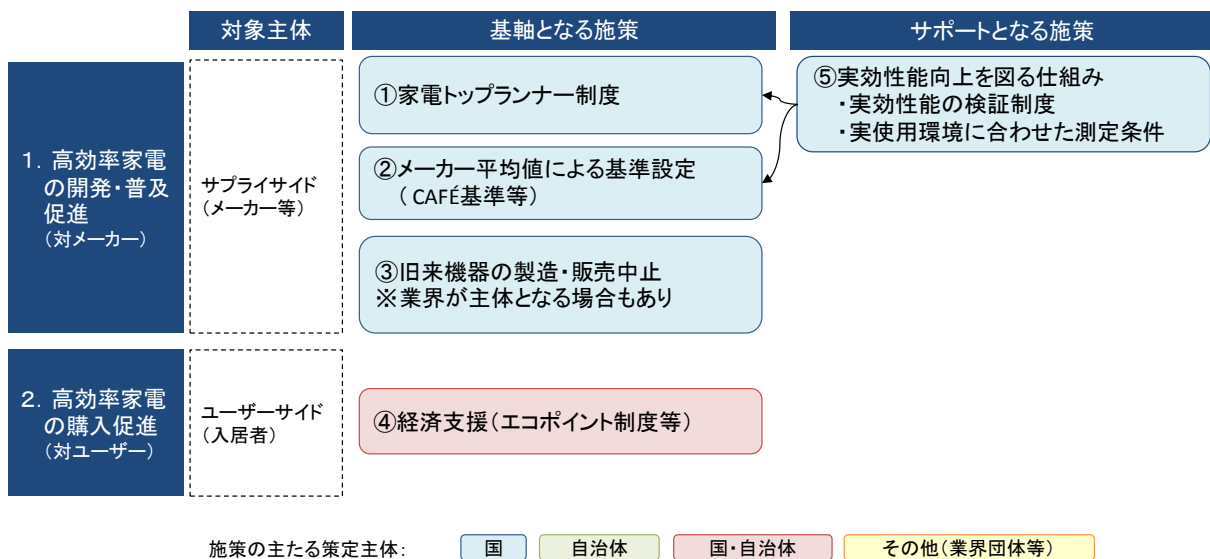 対象主体
基軸となる施策
サポートとなる施策
1. 高効率家電
の開発・普及
促進
(対メーカー)
サプライサイド
(メーカー等)
①家電トップランナー制度
②メーカー平均値による基準設定
( CAFÉ基準等)
③旧来機器の製造・販売中止
※業界が主体となる場合もあり
⑤実効性能向上を図る仕組み
・実効性能の検証制度
・実使用環境に合わせた測定条件
2. 高効率家電
の購入促進
(対ユーザー)
ユーザーサイド
(入居者)
④経済支援(エコポイント制度等)
施策の主たる策定主体:
国
自治体
国・自治体
その他(業界団体等)